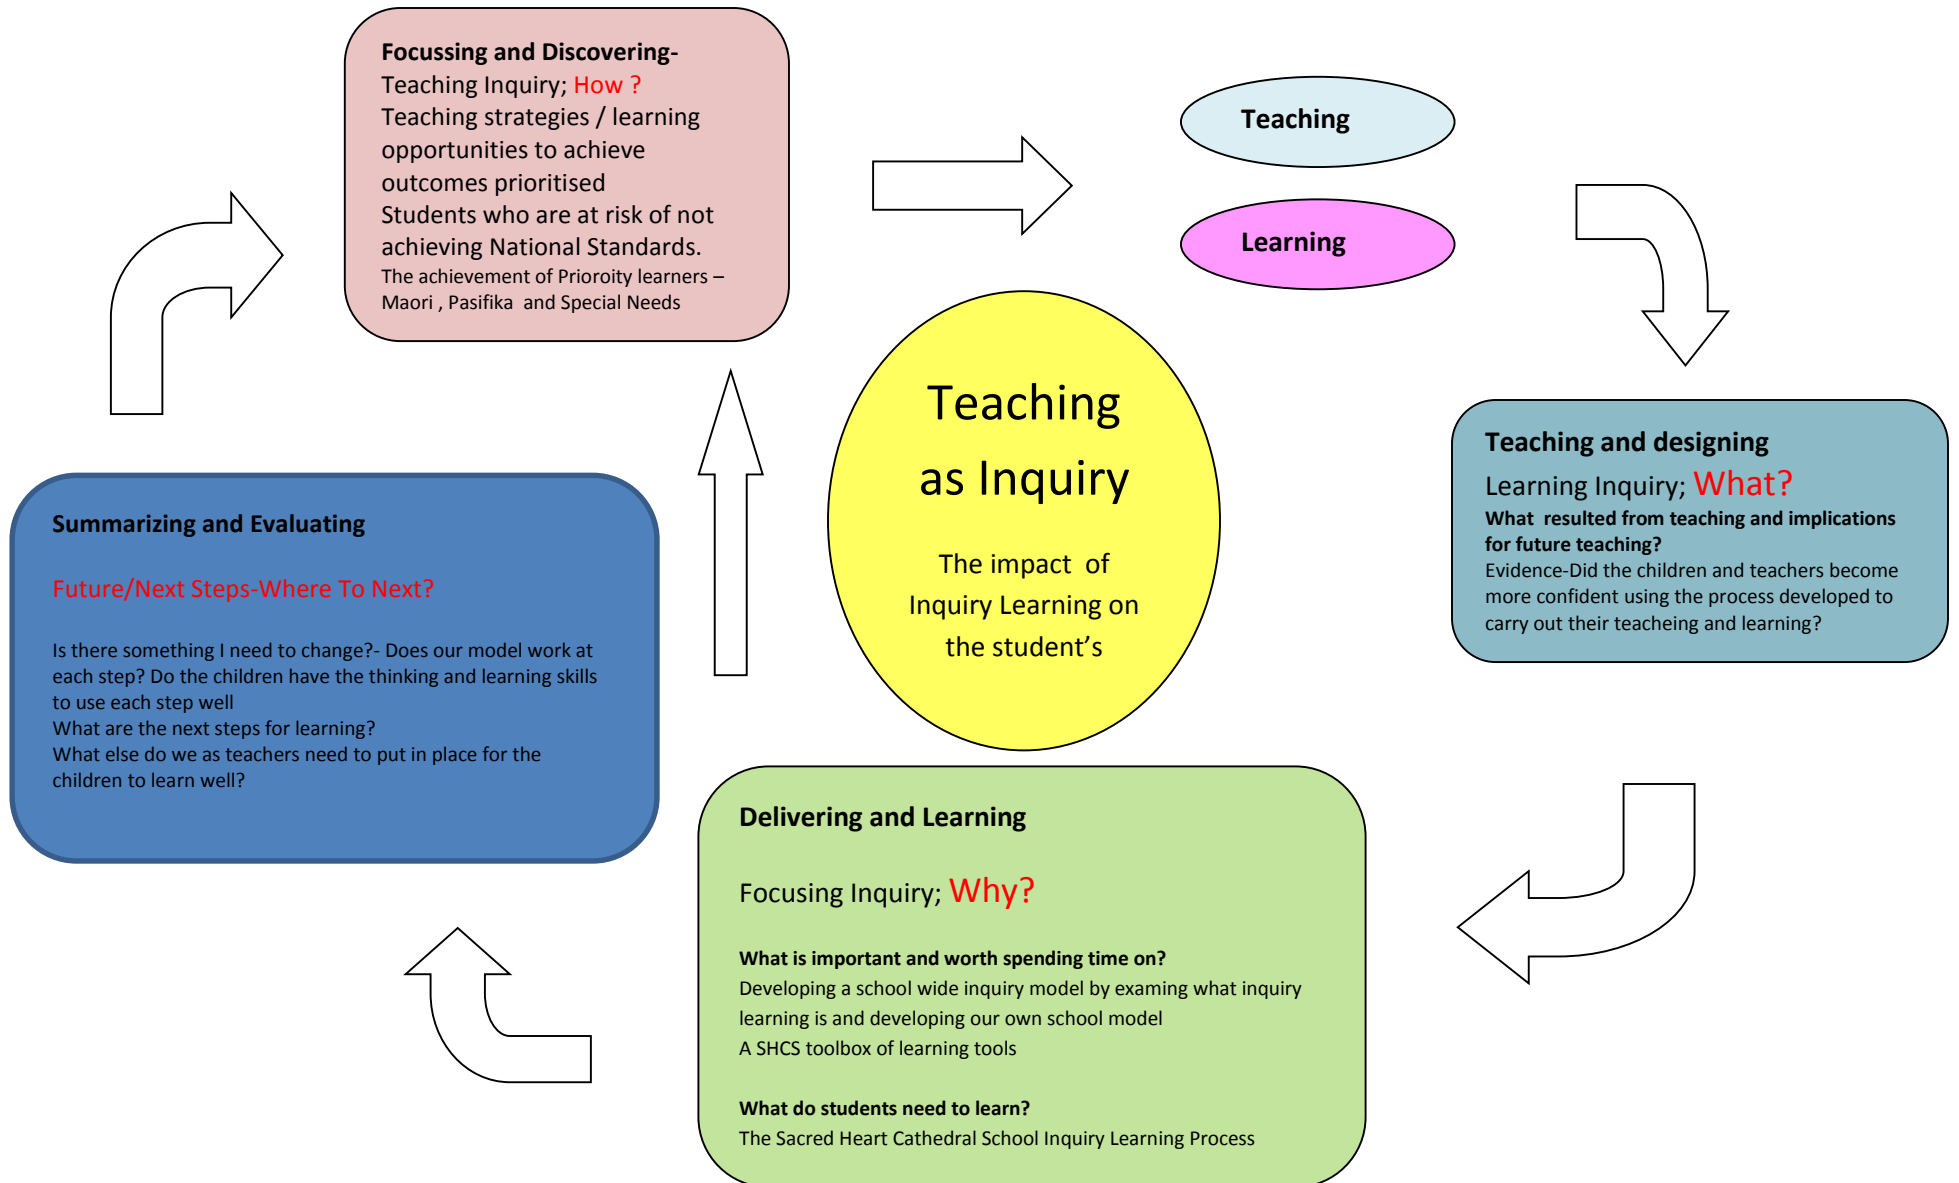 Focussing and Discovering-
Teaching Inquiry; How ?
Teaching strategies / learning
opportunities to achieve
outcomes prioritised
Students who are at risk of not
achieving National Standards.
The achievement of Prioroity learners –
Maori , Pasifika  and Special Needs
Teaching
Learning
Teaching
as Inquiry
The impact  of
Inquiry Learning on
the student’s
Teaching and designing
Learning Inquiry; What?
What  resulted from teaching and implications
for future teaching?
Evidence-Did the children and teachers become
more confident using the process developed to
carry out their teacheing and learning?
Summarizing and Evaluating
Future/Next Steps-Where To Next?
Is there something I need to change?- Does our model work at
each step? Do the children have the thinking and learning skills
to use each step well
What are the next steps for learning?
What else do we as teachers need to put in place for the
children to learn well?
Delivering and Learning
Focusing Inquiry; Why?
What is important and worth spending time on?
Developing a school wide inquiry model by examing what inquiry
learning is and developing our own school model
A SHCS toolbox of learning tools
What do students need to learn?
The Sacred Heart Cathedral School Inquiry Learning Process